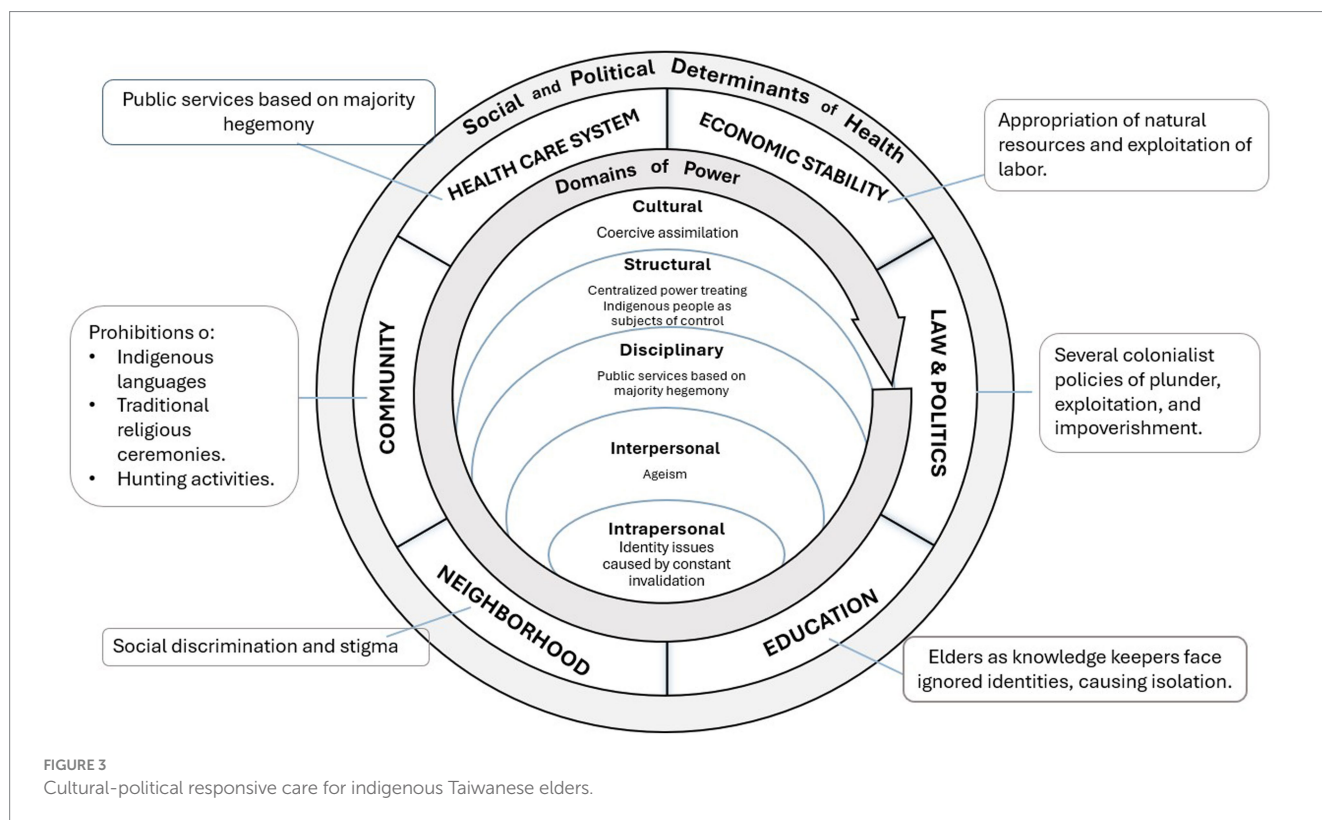 Social and Political Determinants of Health
HEALTH CARE SYSTEM
ECONOMIC STABILITY
LAW & POLITICS
EDUCATION
NEIGHBORHOOD
COMMUNITY
Domains of Power
Cultural
Coercive assimilation
Structural
Centralized power treating
Indigenous people as
subjects of control
Disciplinary
Public services based on
majority hegemony
Interpersonal
Ageism
Intrapersonal
Identity issues
caused by constant
invalidation
Public services based on majority
hegemony
Appropriation of natural
resources and exploitation of
labor.
Prohibitions o:
• Indigenous
languages
• Traditional
religious
ceremonies.
• Hunting activities.
Several colonialist
policies of plunder,
exploitation, and
impoverishment.
Social discrimination and stigma
Elders as knowledge keepers face
ignored identities, causing isolation.
FIGURE 3
Cultural-political responsive care for indigenous Taiwanese elders.